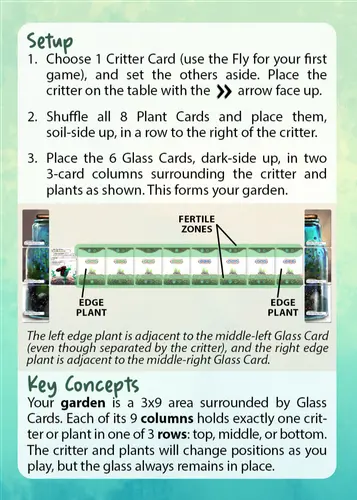 Setup
1. Choose 1 Critter Card (use the Fly for your first
game), and set the others aside. Place the
critter on the table with the » arrow face up.
2. Shuffle all 8 Plant Cards and place them,
soil-side up, in a row to the right of the critter.
3. Place the 6 Glass Cards, dark-side up, in two
3-card columns surrounding the critter and
plants as shown. This forms your garden.
FERTILE
ZONES
EDGE
PLANT
EDGE
PLANT
The left edge plant is adjacent to the middle-left Glass Card
(even though separated by the critter), and the right edge
plant is adjacent to the middle-right Glass Card.
Key Concepts
Your garden is a 3x9 area surrounded by Glass
Cards. Each of its 9 columns holds exactly one crit-
ter or plant in one of 3 rows: top, middle, or bottom.
The critter and plants will change positions as you
play, but the glass always remains in place.